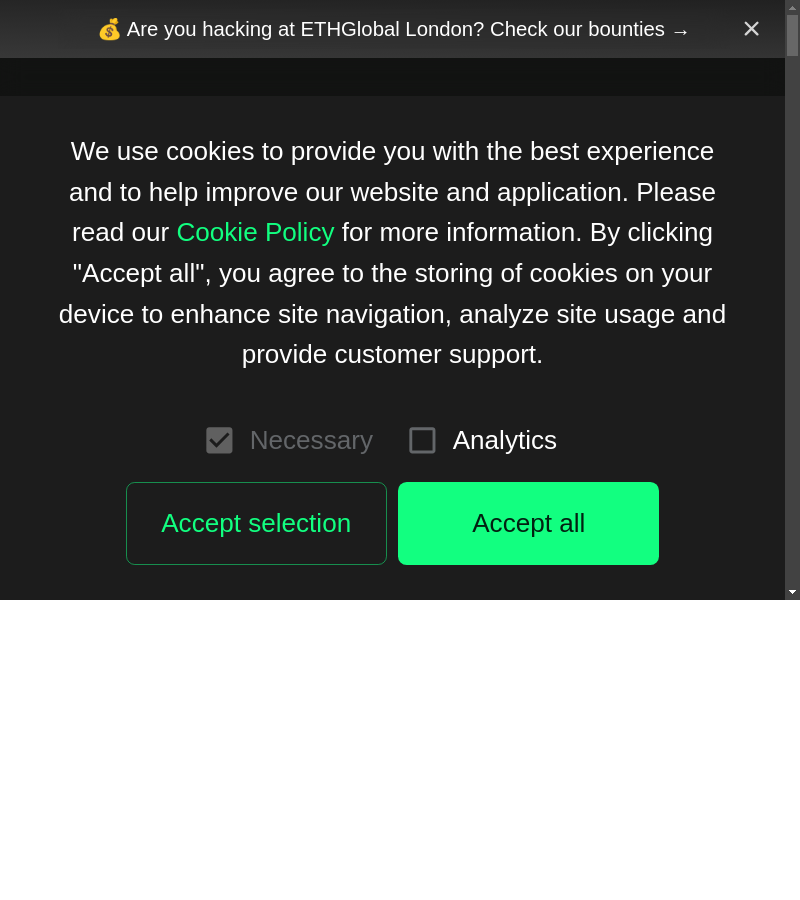 💰 Are you hacking at ETHGlobal London? Check our bounties →
We use cookies to provide you with the best experience
and to help improve our website and application. Please
read our Cookie Policy for more information. By clicking
"Accept all", you agree to the storing of cookies on your
device to enhance site navigation, analyze site usage and
provide customer support.
Necessary Analytics
Accept selection Accept all